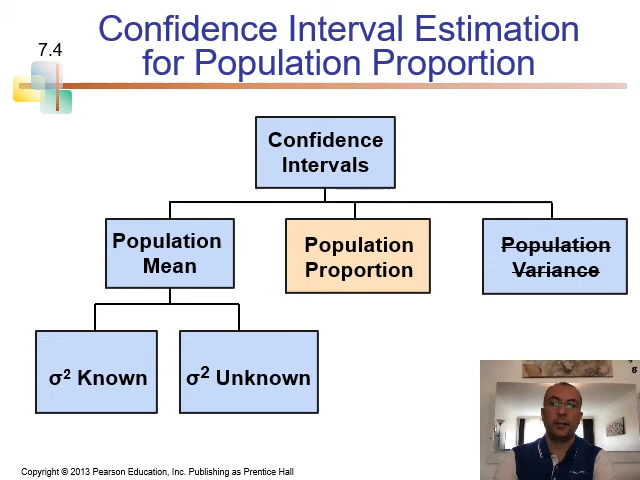 Confidence Interval Estimation
7.4
for Population Proportion
Confidence
Intervals
Population
Mean
Population
Proportion
Population
Variance
σ² Known
σ² Unknown
Copyright © 2013 Pearson Education, Inc. Publishing as Prentice Hall